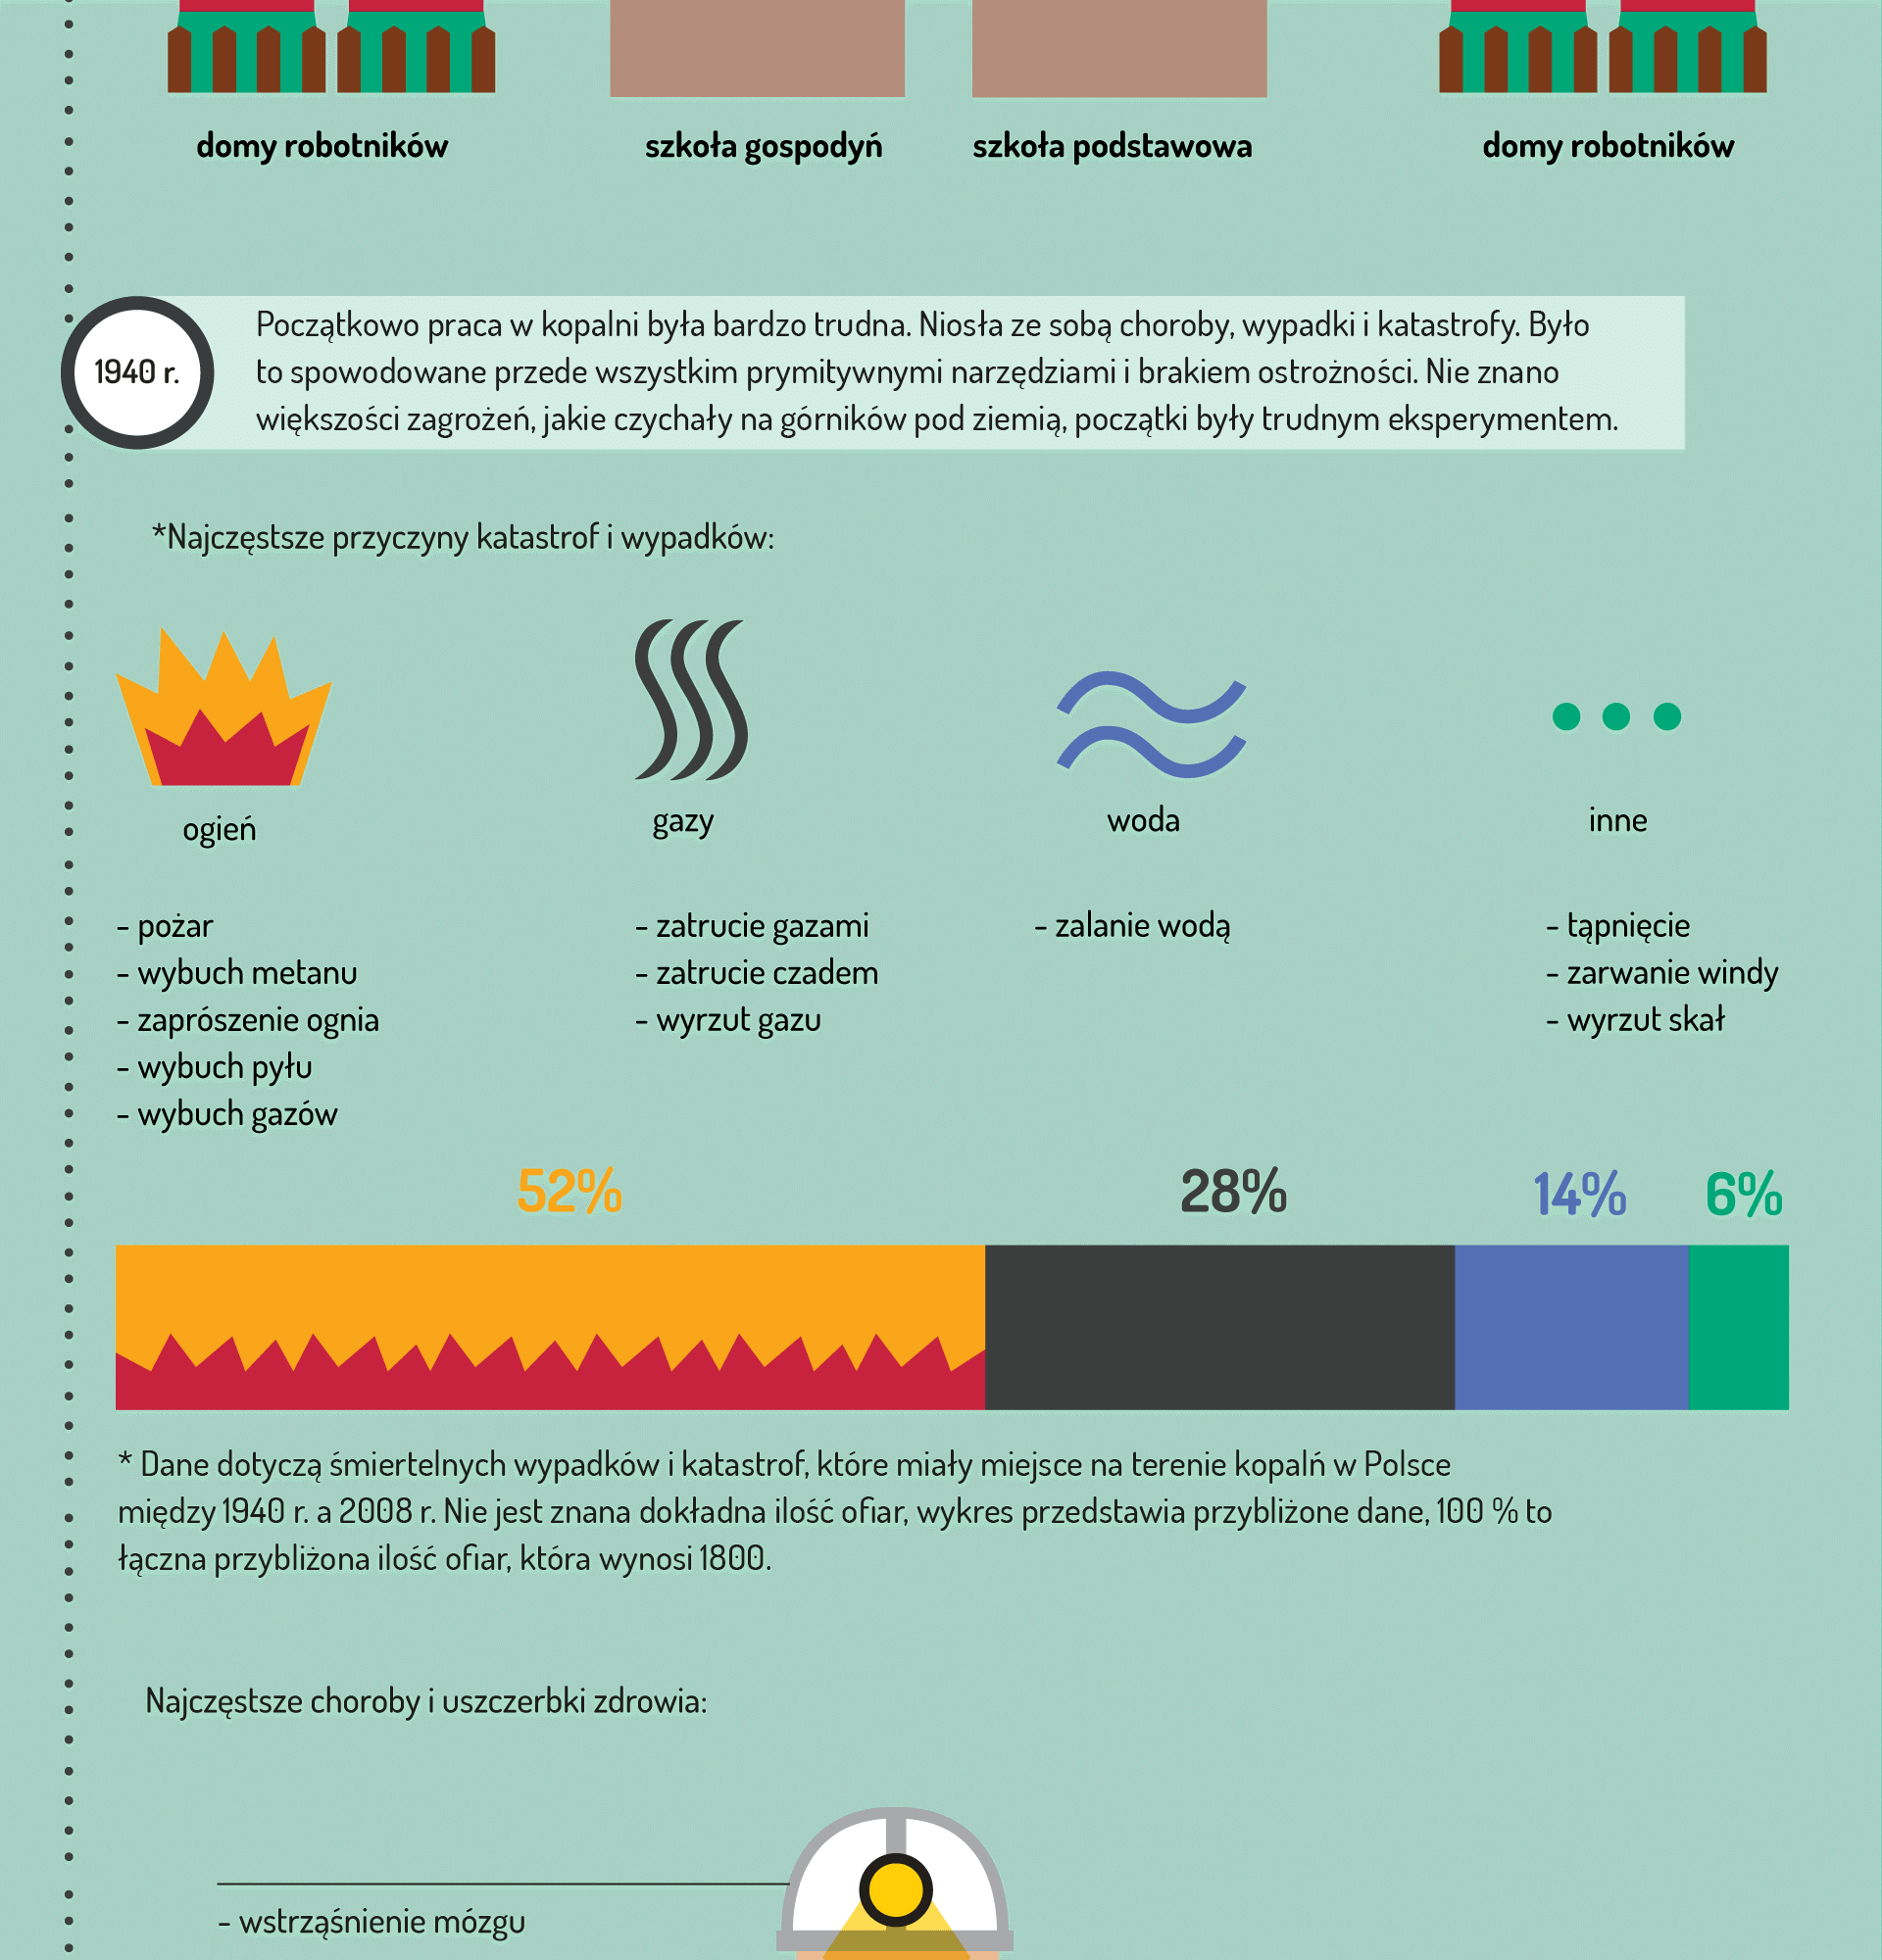 domy robotników
szkoła gospodyń
szkoła podstawowa
domy robotników
1940 r.
Początkowo praca w kopalni była bardzo trudna. Niosła ze sobą choroby, wypadki i katastrofy. Było
to spowodowane przede wszystkim prymitywnymi narzędziami i brakiem ostrożności. Nie znano
większości zagrożeń, jakie czychały na górników pod ziemią, początki były trudnym eksperymentem.
*Najczęstsze przyczyny katastrof i wypadków:
ogień
gazy
woda
inne
- pożar
- wybuch metanu
- zaprószenie ognia
- wybuch pyłu
- wybuch gazów
- zatrucie gazami
- zatrucie czadem
- wyrzut gazu
- zalanie wodą
- tąpnięcie
- zarwanie windy
- wyrzut skał
52%
28%
14%
6%
* Dane dotyczą śmiertelnych wypadków i katastrof, które miały miejsce na terenie kopalń w Polsce
między 1940 r. a 2008 r. Nie jest znana dokładna ilość ofiar, wykres przedstawia przybliżone dane, 100 % to
łączna przybliżona ilość ofiar, która wynosi 1800.
Najczęstsze choroby i uszczerbki zdrowia:
- wstrząśnienie mózgu